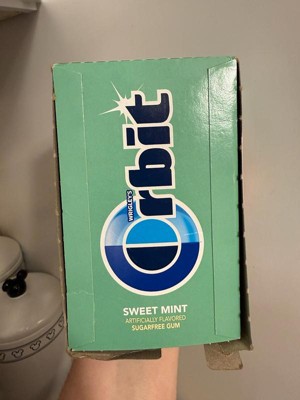 WRIGLEY'S
Orbit
SWEET MINT
ARTIFICIALLY FLAVORED
SUGARFREE GUM